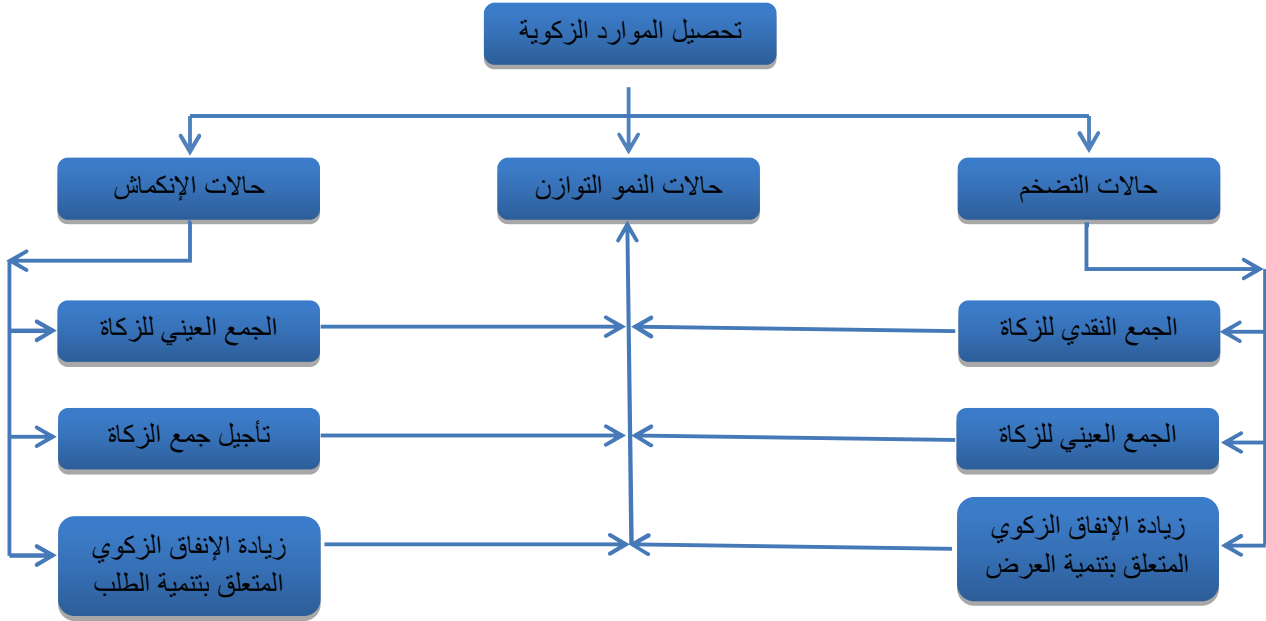 تحصيل الموارد الزكوية
حالات التضخم
حالات النمو التوازن
حالات الإنكماش
الجمع النقدي للزكاة
الجمع العيني للزكاة
الجمع العيني للزكاة
تأجيل جمع الزكاة
زيادة الإنفاق الزكوي
المتعلق بتنمية العرض
زيادة الإنفاق الزكوي
المتعلق بتنمية الطلب